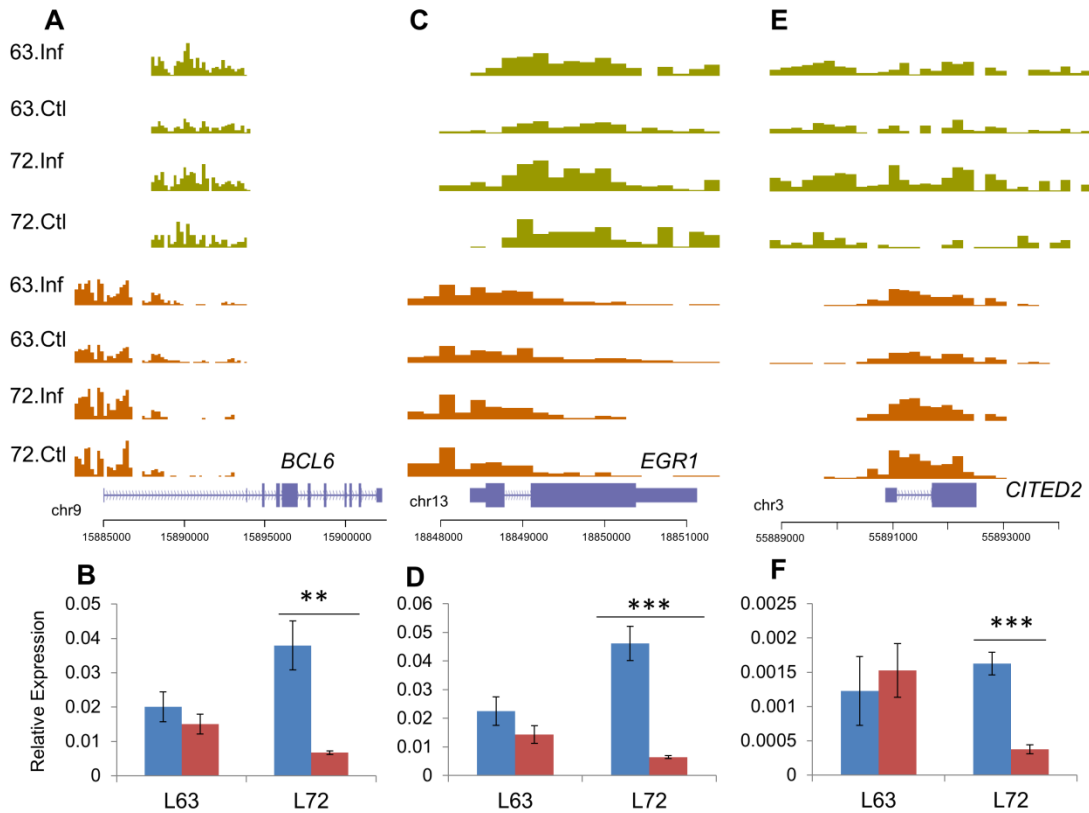 A
C
E
63.Inf
63.Ctl
72.Inf
72.Ctl
63.Inf
63.Ctl
72.Inf
72.Ctl
BCL6
EGR1
CITED2
chr9
chr13
chr3
15885000 15890000 15895000 15900000
18848000 18849000 18850000 18851000
55889000 55891000 55893000
B
D
F
Relative Expression
0.05
0.04
0.03
0.02
0.01
0
**
L63 L72
0.06
0.05
0.04
0.03
0.02
0.01
0
***
L63 L72
0.0025
0.002
0.0015
0.001
0.0005
0
***
L63 L72